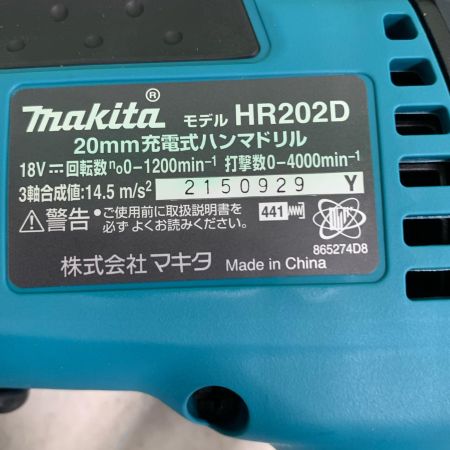 makita® モデル HR202D
20mm充電式ハンマドリル
18V⎓回転数n₀0-1200min⁻¹ 打撃数0-4000min⁻¹
3軸合成値:14.5 m/s² 2150929 Y
⚠警告 •ご使用前に取扱説明書を
必ずよくお読みください。
441
865274D8
株式会社マキタ Made in China